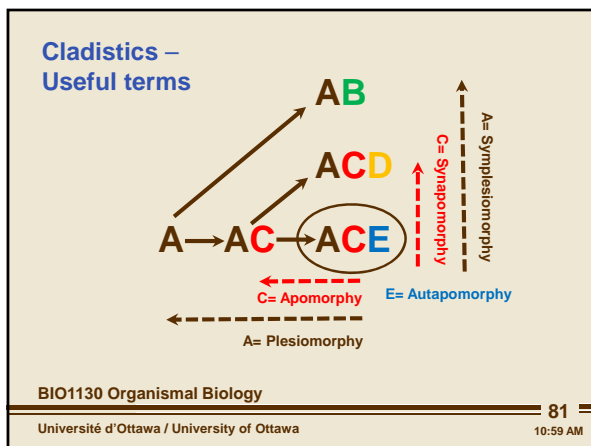 Cladistics –
Useful terms
AB
ACD
A AC ACE
C= Apomorphy
A= Plesiomorphy
E= Autapomorphy
C= Synapomorphy
A= Symplesiomorphy
BIO1130 Organismal Biology
81
Université d'Ottawa / University of Ottawa
10:59 AM